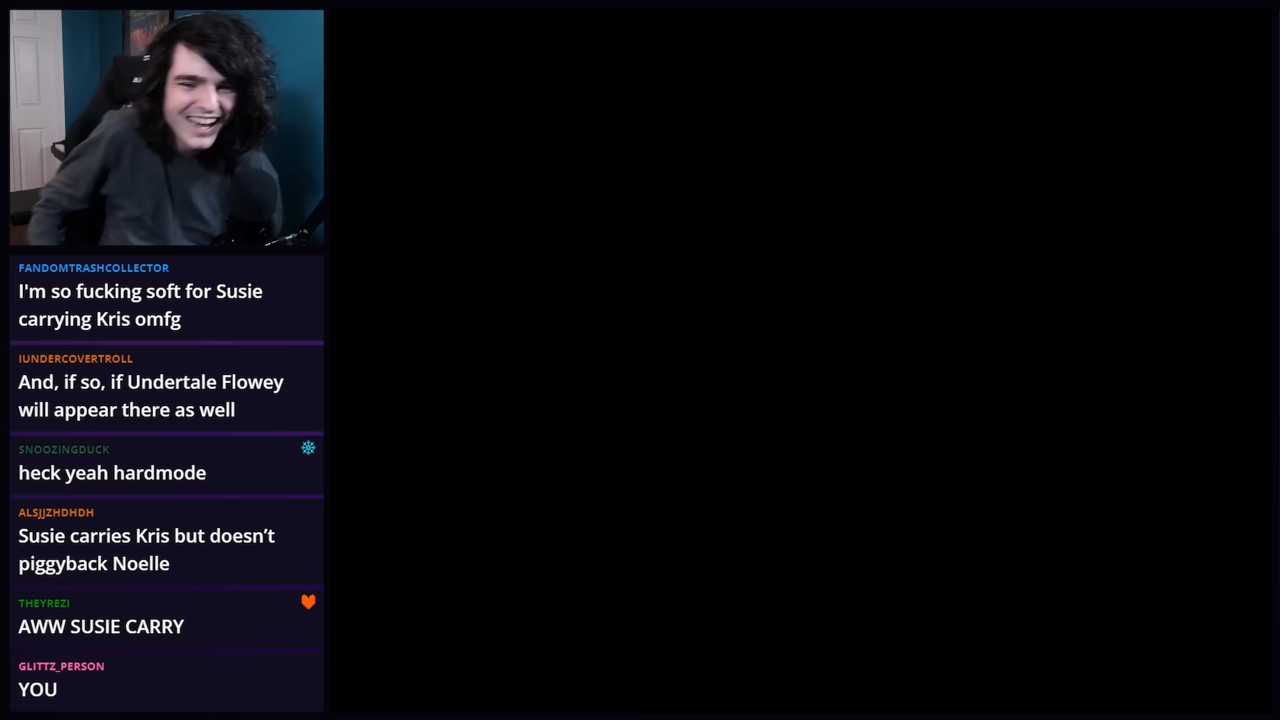 FANDOMTRASHCOLLECTOR
I'm so fucking soft for Susie
carrying Kris omfg
IUNDERCOVERTROLL
And, if so, if Undertale Flowey
will appear there as well
SNOOZINGDUCK
heck yeah hardmode
ALSJJZHDHDH
Susie carries Kris but doesn’t
piggyback Noelle
THEYREZI
AWW SUSIE CARRY
GLITTZ_PERSON
YOU